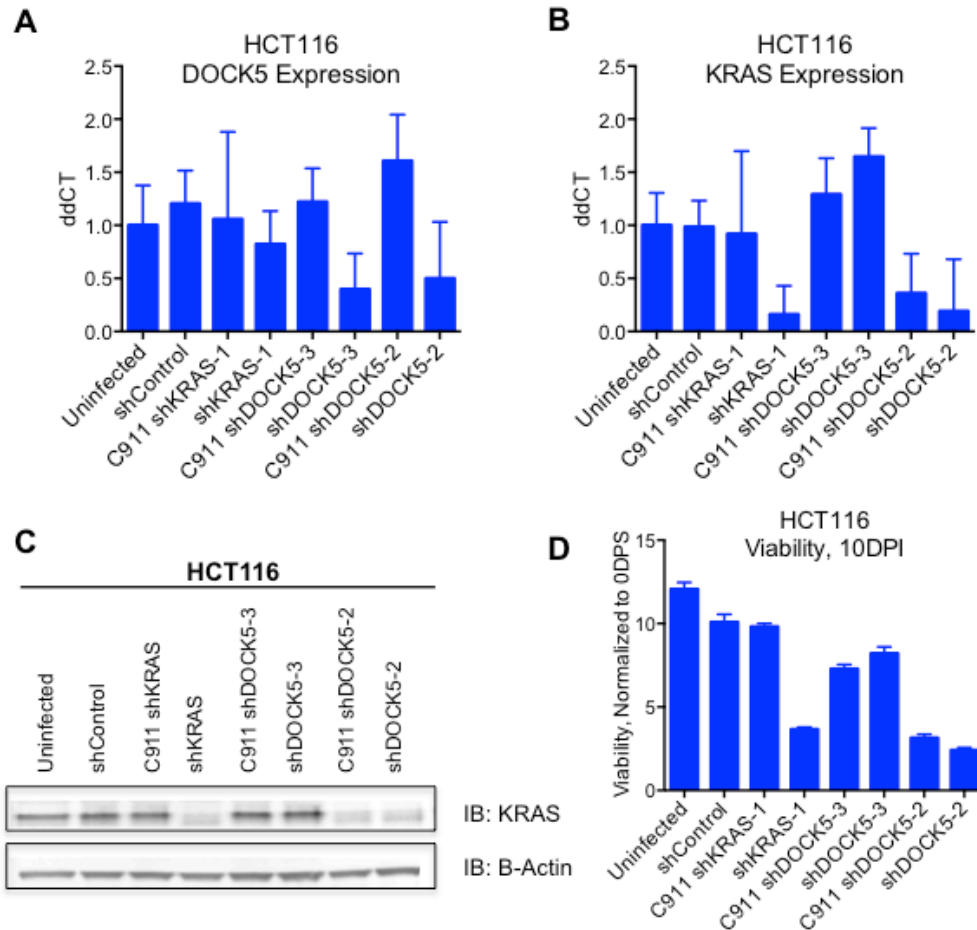 A
HCT116
DOCK5 Expression
ddCT
2.5
2.0
1.5
1.0
0.5
0.0
Uninfected
shControl
C911 shKRAS-1
shKRAS-1
C911 shDOCK5-3
shDOCK5-3
C911 shDOCK5-2
shDOCK5-2
B
HCT116
KRAS Expression
ddCT
2.5
2.0
1.5
1.0
0.5
0.0
Uninfected
shControl
C911 shKRAS-1
shKRAS-1
C911 shDOCK5-3
shDOCK5-3
C911 shDOCK5-2
shDOCK5-2
C
HCT116
Uninfected
shControl
C911 shKRAS
shKRAS
C911 shDOCK5-3
shDOCK5-3
C911 shDOCK5-2
shDOCK5-2
IB: KRAS
IB: B-Actin
D
HCT116
Viability, 10DPI
Viability, Normalized to 0DPS
15
10
5
0
Uninfected
shControl
C911 shKRAS-1
shKRAS-1
C911 shDOCK5-3
shDOCK5-3
C911 shDOCK5-2
shDOCK5-2